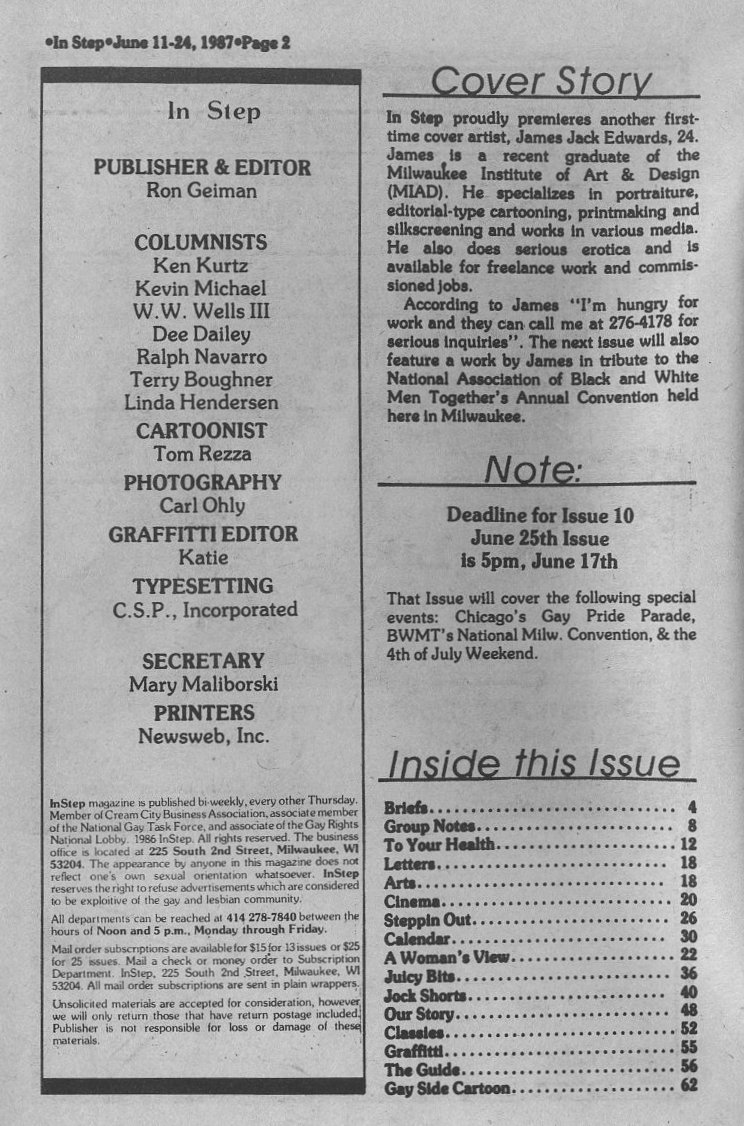 •In Step•June 11-24, 1987•Page 2
In Step
PUBLISHER & EDITOR
Ron Geiman
COLUMNISTS
Ken Kurtz
Kevin Michael
W.W. Wells III
Dee Dailey
Ralph Navarro
Terry Boughner
Linda Hendersen
CARTOONIST
Tom Rezza
PHOTOGRAPHY
Carl Ohly
GRAFFITTI EDITOR
Katie
TYPESETTING
C.S.P., Incorporated
SECRETARY
Mary Maliborski
PRINTERS
Newsweb, Inc.
InStep magazine is published bi-weekly, every other Thursday.
Member of Cream City Business Association, associate member
of the National Gay Task Force, and associate of the Gay Rights
National Lobby. 1986 InStep. All rights reserved. The business
office is located at 225 South 2nd Street, Milwaukee, WI
53204. The appearance by anyone in this magazine does not
reflect one's own sexual orientation whatsoever. InStep
reserves the right to refuse advertisements which are considered
to be exploitive of the gay and lesbian community.
All departments can be reached at 414 278-7840 between the
hours of Noon and 5 p.m., Monday through Friday.
Mail order subscriptions are available for $15 for 13 issues or $25
for 25 issues. Mail a check or money order to Subscription
Department. InStep, 225 South 2nd Street, Milwaukee, WI
53204. All mail order subscriptions are sent in plain wrappers.
Unsolicited materials are accepted for consideration, however,
we will only return those that have return postage included.
Publisher is not responsible for loss or damage of these
materials.
Cover Story
In Step proudly premieres another first-
time cover artist, James Jack Edwards, 24.
James is a recent graduate of the
Milwaukee Institute of Art & Design
(MIAD). He specializes in portraiture,
editorial-type cartooning, printmaking and
silkscreening and works in various media.
He also does serious erotica and is
available for freelance work and commis-
sioned jobs.
According to James "I'm hungry for
work and they can call me at 276-4178 for
serious inquiries". The next issue will also
feature a work by James in tribute to the
National Association of Black and White
Men Together's Annual Convention held
here in Milwaukee.
Note:
Deadline for Issue 10
June 25th Issue
is 5pm, June 17th
That Issue will cover the following special
events: Chicago's Gay Pride Parade,
BWMT's National Milw. Convention, & the
4th of July Weekend.
Inside this Issue
Briefs.............................. 4
Group Notes........................ 8
To Your Health...................... 12
Letters............................. 18
Arts................................ 18
Cinema............................. 20
Steppin Out......................... 26
Calendar........................... 30
A Woman's View.................... 22
Juicy Bits........................... 36
Jock Shorts......................... 40
Our Story........................... 48
Classies............................ 52
Graffitti............................ 55
The Guide.......................... 56
Gay Side Cartoon.................... 62